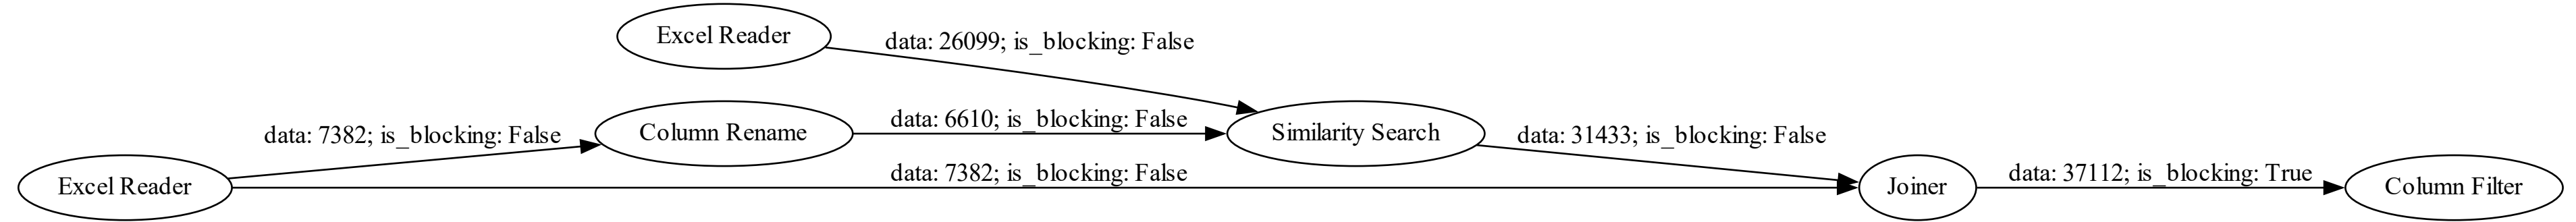 Excel Reader
data: 26099; is_blocking: False
data: 7382; is_blocking: False
Column Rename
data: 6610; is_blocking: False
Similarity Search
data: 31433; is_blocking: False
Excel Reader
data: 7382; is_blocking: False
Joiner
data: 37112; is_blocking: True
Column Filter